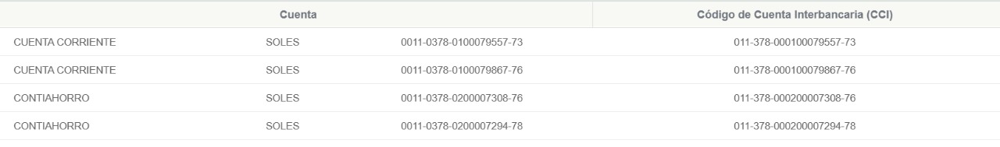 Cuenta Código de Cuenta Interbancaria (CCI)
CUENTA CORRIENTE SOLES 0011-0378-0100079557-73 011-378-000100079557-73
CUENTA CORRIENTE SOLES 0011-0378-0100079867-76 011-378-000100079867-76
CONTIAHORRO SOLES 0011-0378-0200007308-76 011-378-000200007308-76
CONTIAHORRO SOLES 0011-0378-0200007294-78 011-378-000200007294-78